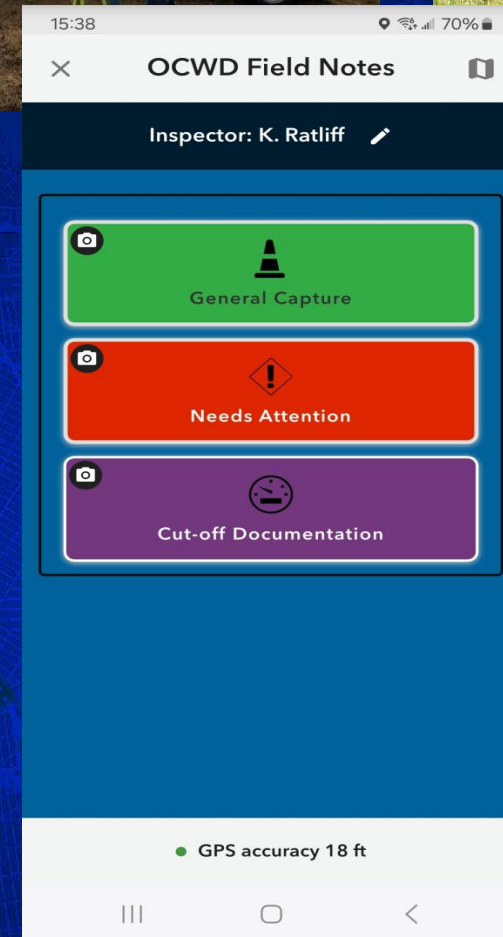 15:38 70%
OCWD Field Notes
Inspector: K. Ratliff
General Capture
Needs Attention
Cut-off Documentation
GPS accuracy 18 ft